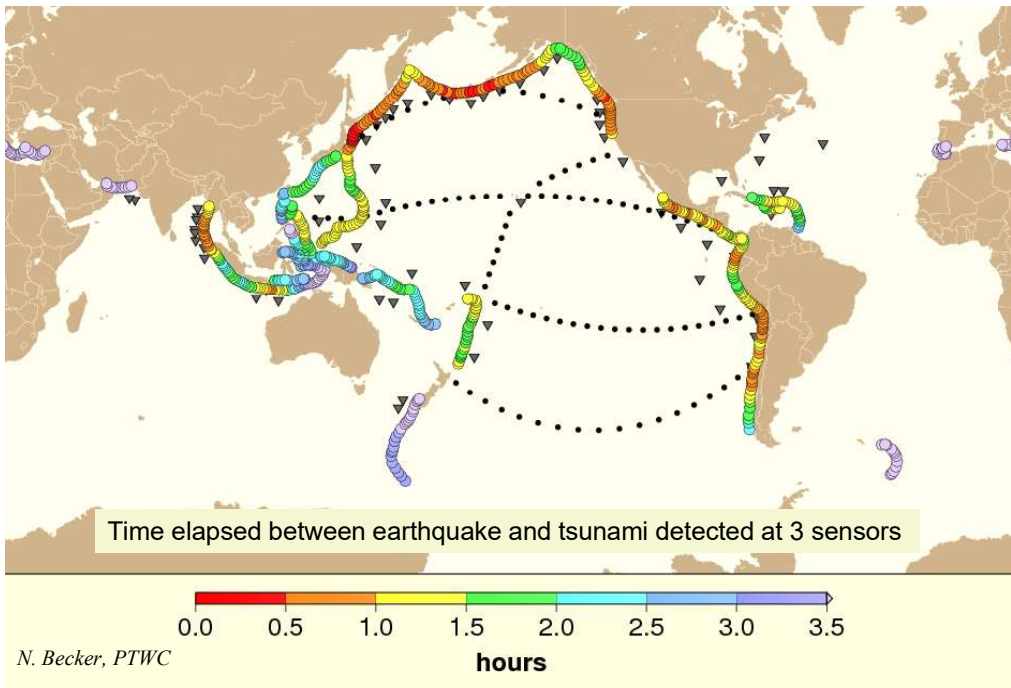 Time elapsed between earthquake and tsunami detected at 3 sensors
0.0 0.5 1.0 1.5 2.0 2.5 3.0 3.5
N. Becker, PTWC
hours